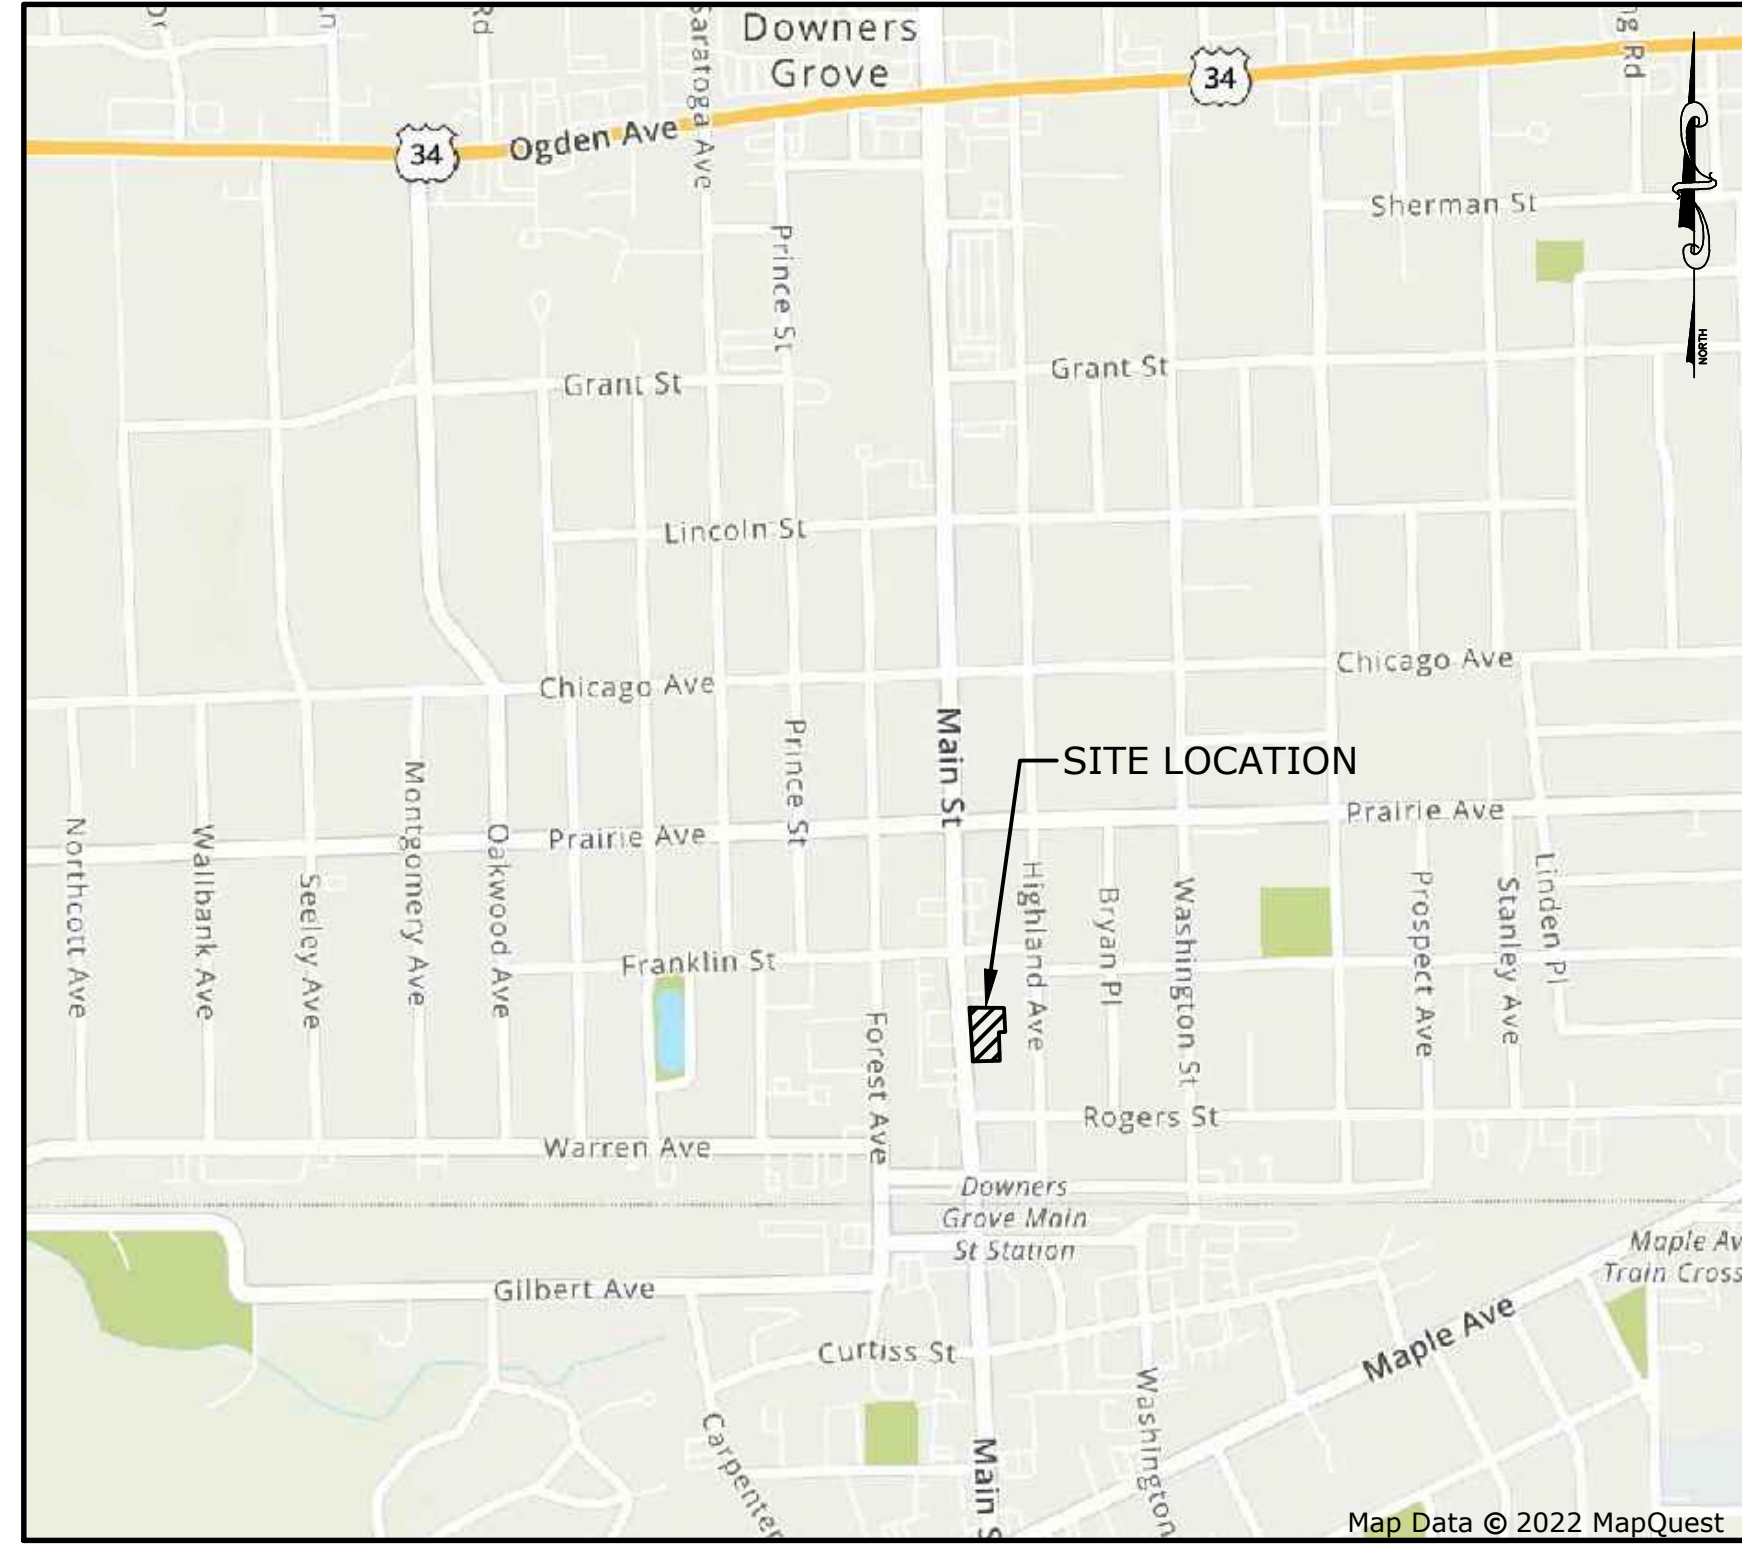 Dr
Rd
Saratoga Ave
Downers
Grove
34
34
Ogden Ave
Rd
NORTH
Sherman St
Prince St
Grant St
Grant St
Lincoln St
Chicago Ave
Chicago Ave
Main St
Prince St
SITE LOCATION
Montgomery Ave
Prairie Ave
Prairie Ave
Northcott Ave
Wallbank Ave
Seeley Ave
Oakwood Ave
Highland Ave
Bryan Pl
Washington St
Prospect Ave
Stanley Ave
Linden Pl
Franklin St
Forest Ave
Rogers St
Warren Ave
Downers
Grove Main
St Station
Maple Av
Train Cross
Gilbert Ave
Curtiss St
Maple Ave
Washington
Carpenter
Main S
Map Data © 2022 MapQuest